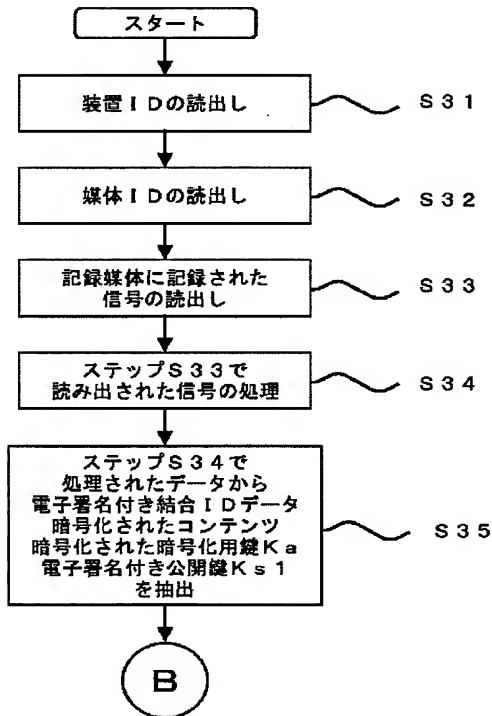 スタート
装置ＩＤの読出し
Ｓ３１
媒体ＩＤの読出し
Ｓ３２
記録媒体に記録された
信号の読出し
Ｓ３３
ステップＳ３３で
読み出された信号の処理
Ｓ３４
ステップＳ３４で
処理されたデータから
電子署名付き結合ＩＤデータ
暗号化されたコンテンツ
暗号化された暗号化用鍵Ｋａ
電子署名付き公開鍵Ｋｓ１
を抽出
Ｓ３５
B